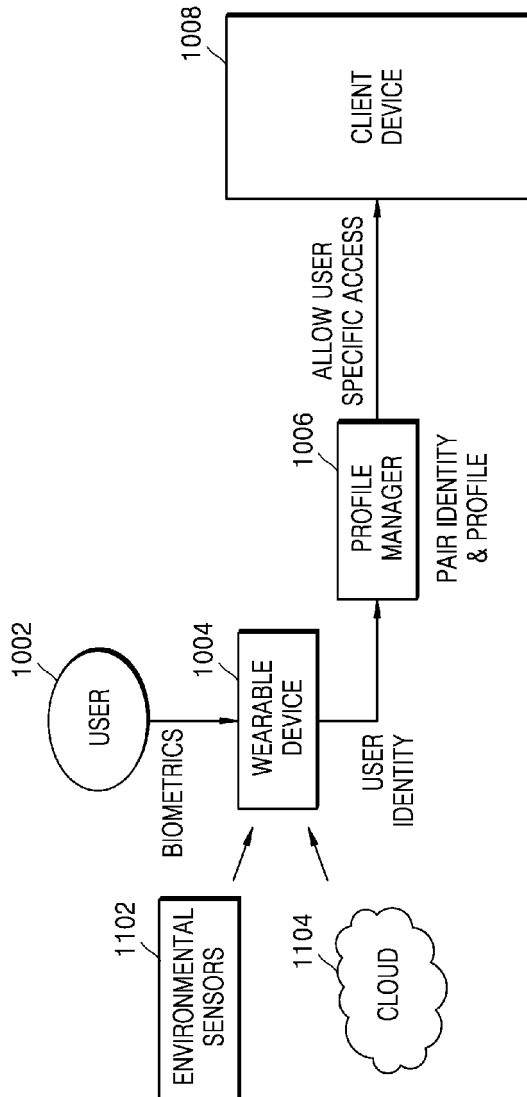 1002
USER
BIOMETRICS
1102
ENVIRONMENTAL
SENSORS
1004
WEARABLE
DEVICE
1104
CLOUD
USER
IDENTITY
1006
PROFILE
MANAGER
PAIR IDENTITY
& PROFILE
ALLOW USER
SPECIFIC ACCESS
1008
CLIENT
DEVICE